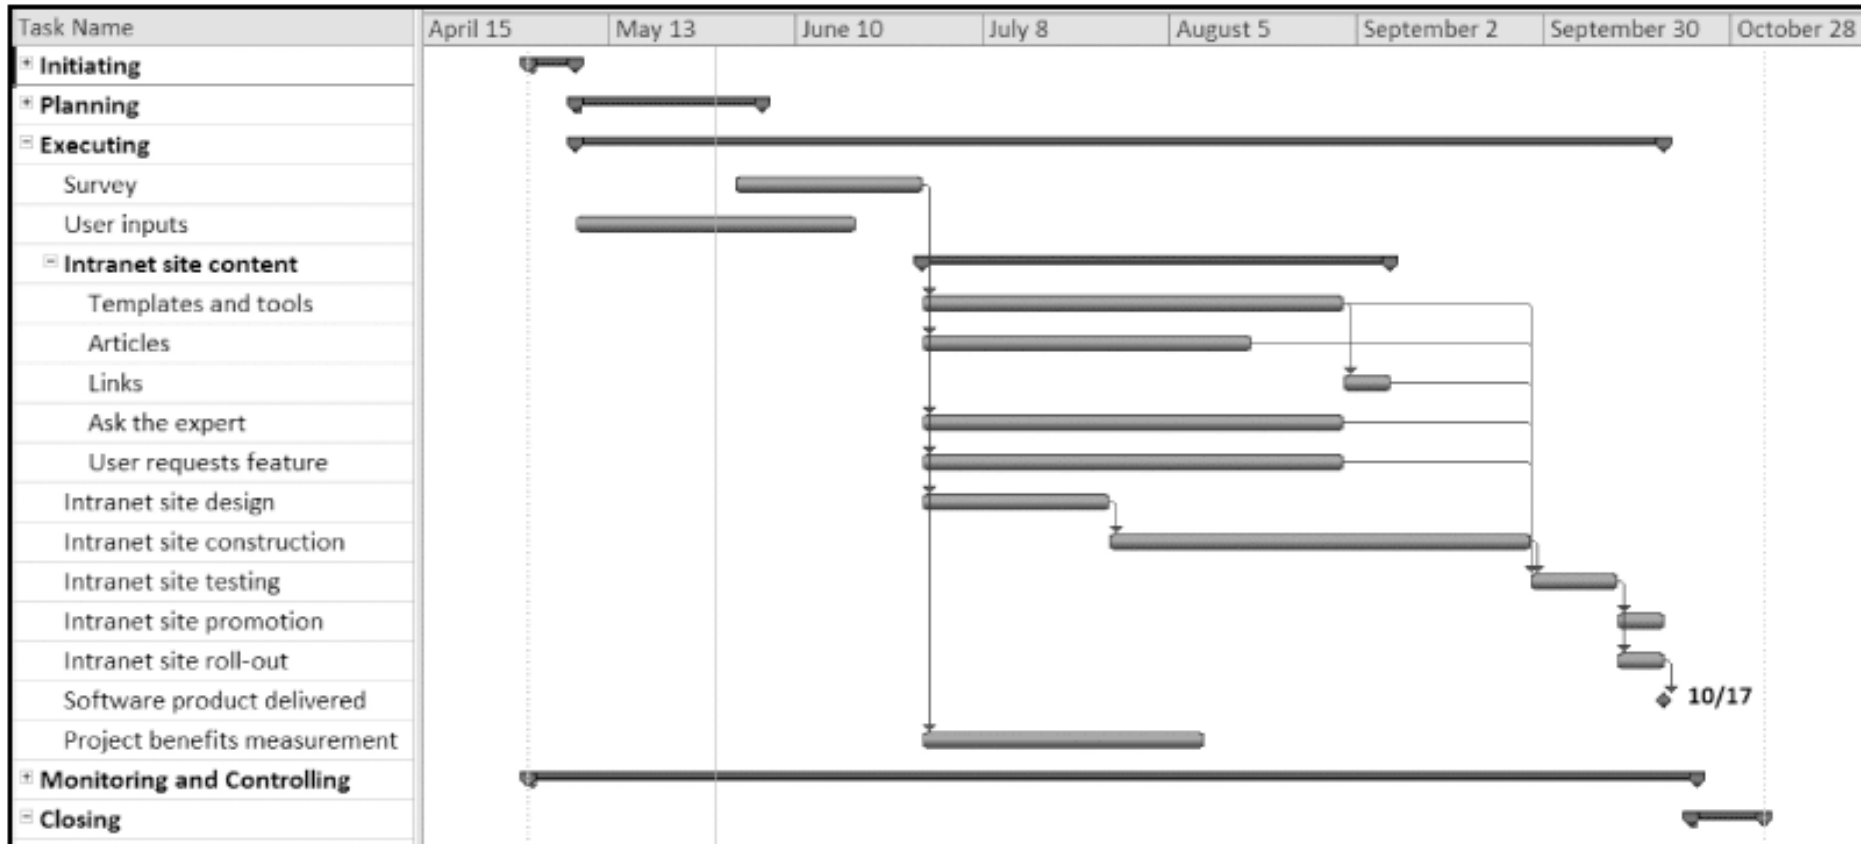 Task Name April 15 May 13 June 10 July 8 August 5 September 2 September 30 October 28
Initiating
Planning
Executing
Survey
User inputs
Intranet site content
Templates and tools
Articles
Links
Ask the expert
User requests feature
Intranet site design
Intranet site construction
Intranet site testing
Intranet site promotion
Intranet site roll-out
Software product delivered 10/17
Project benefits measurement
Monitoring and Controlling
Closing